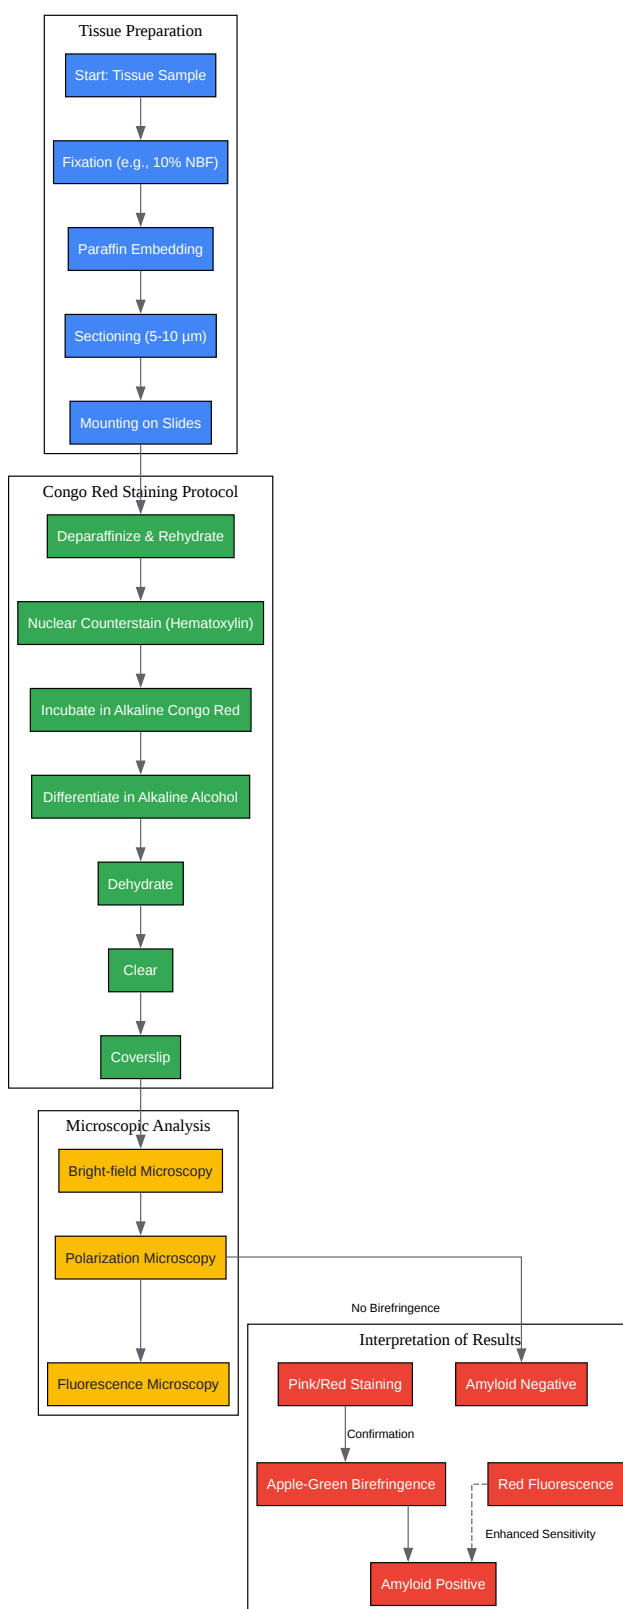 Tissue Preparation
Start: Tissue Sample
Fixation (e.g., 10% NBF)
Paraffin Embedding
Sectioning (5-10 µm)
Mounting on Slides
Congo Red Staining Protocol
Deparaffinize & Rehydrate
Nuclear Counterstain (Hematoxylin)
Incubate in Alkaline Congo Red
Differentiate in Alkaline Alcohol
Dehydrate
Clear
Coverslip
Microscopic Analysis
Bright-field Microscopy
Polarization Microscopy
No Birefringence
Fluorescence Microscopy
Interpretation of Results
Pink/Red Staining
Amyloid Negative
Confirmation
Apple-Green Birefringence
Red Fluorescence
Enhanced Sensitivity
Amyloid Positive